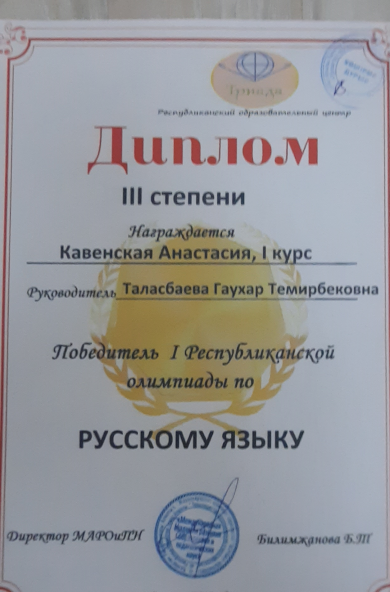 Республиканский образовательный центр
Диплом
III степени
Награждается
Кавенская Анастасия, I курс
Руководитель Таласбаева Гаухар Темирбековна
Победитель I Республиканской
олимпиады по
РУССКОМУ ЯЗЫКУ
Директор МАРОиПН Билимжанова Б.Т